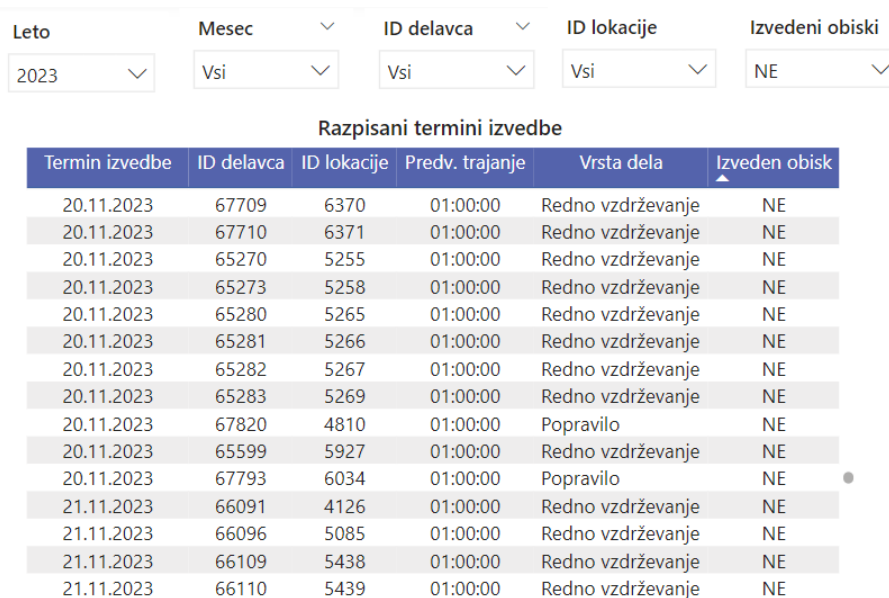 Leto Mesec ID delavca ID lokacije Izvedeni obiski
2023 Vsi Vsi Vsi NE
Razpisani termini izvedbe
Termin izvedbe ID delavca ID lokacije Predv. trajanje Vrsta dela Izveden obisk
20.11.2023 67709 6370 01:00:00 Redno vzdrževanje NE
20.11.2023 67710 6371 01:00:00 Redno vzdrževanje NE
20.11.2023 65270 5255 01:00:00 Redno vzdrževanje NE
20.11.2023 65273 5258 01:00:00 Redno vzdrževanje NE
20.11.2023 65280 5265 01:00:00 Redno vzdrževanje NE
20.11.2023 65281 5266 01:00:00 Redno vzdrževanje NE
20.11.2023 65282 5267 01:00:00 Redno vzdrževanje NE
20.11.2023 65283 5269 01:00:00 Redno vzdrževanje NE
20.11.2023 67820 4810 01:00:00 Popravilo NE
20.11.2023 65599 5927 01:00:00 Redno vzdrževanje NE
20.11.2023 67793 6034 01:00:00 Popravilo NE
21.11.2023 66091 4126 01:00:00 Redno vzdrževanje NE
21.11.2023 66096 5085 01:00:00 Redno vzdrževanje NE
21.11.2023 66109 5438 01:00:00 Redno vzdrževanje NE
21.11.2023 66110 5439 01:00:00 Redno vzdrževanje NE